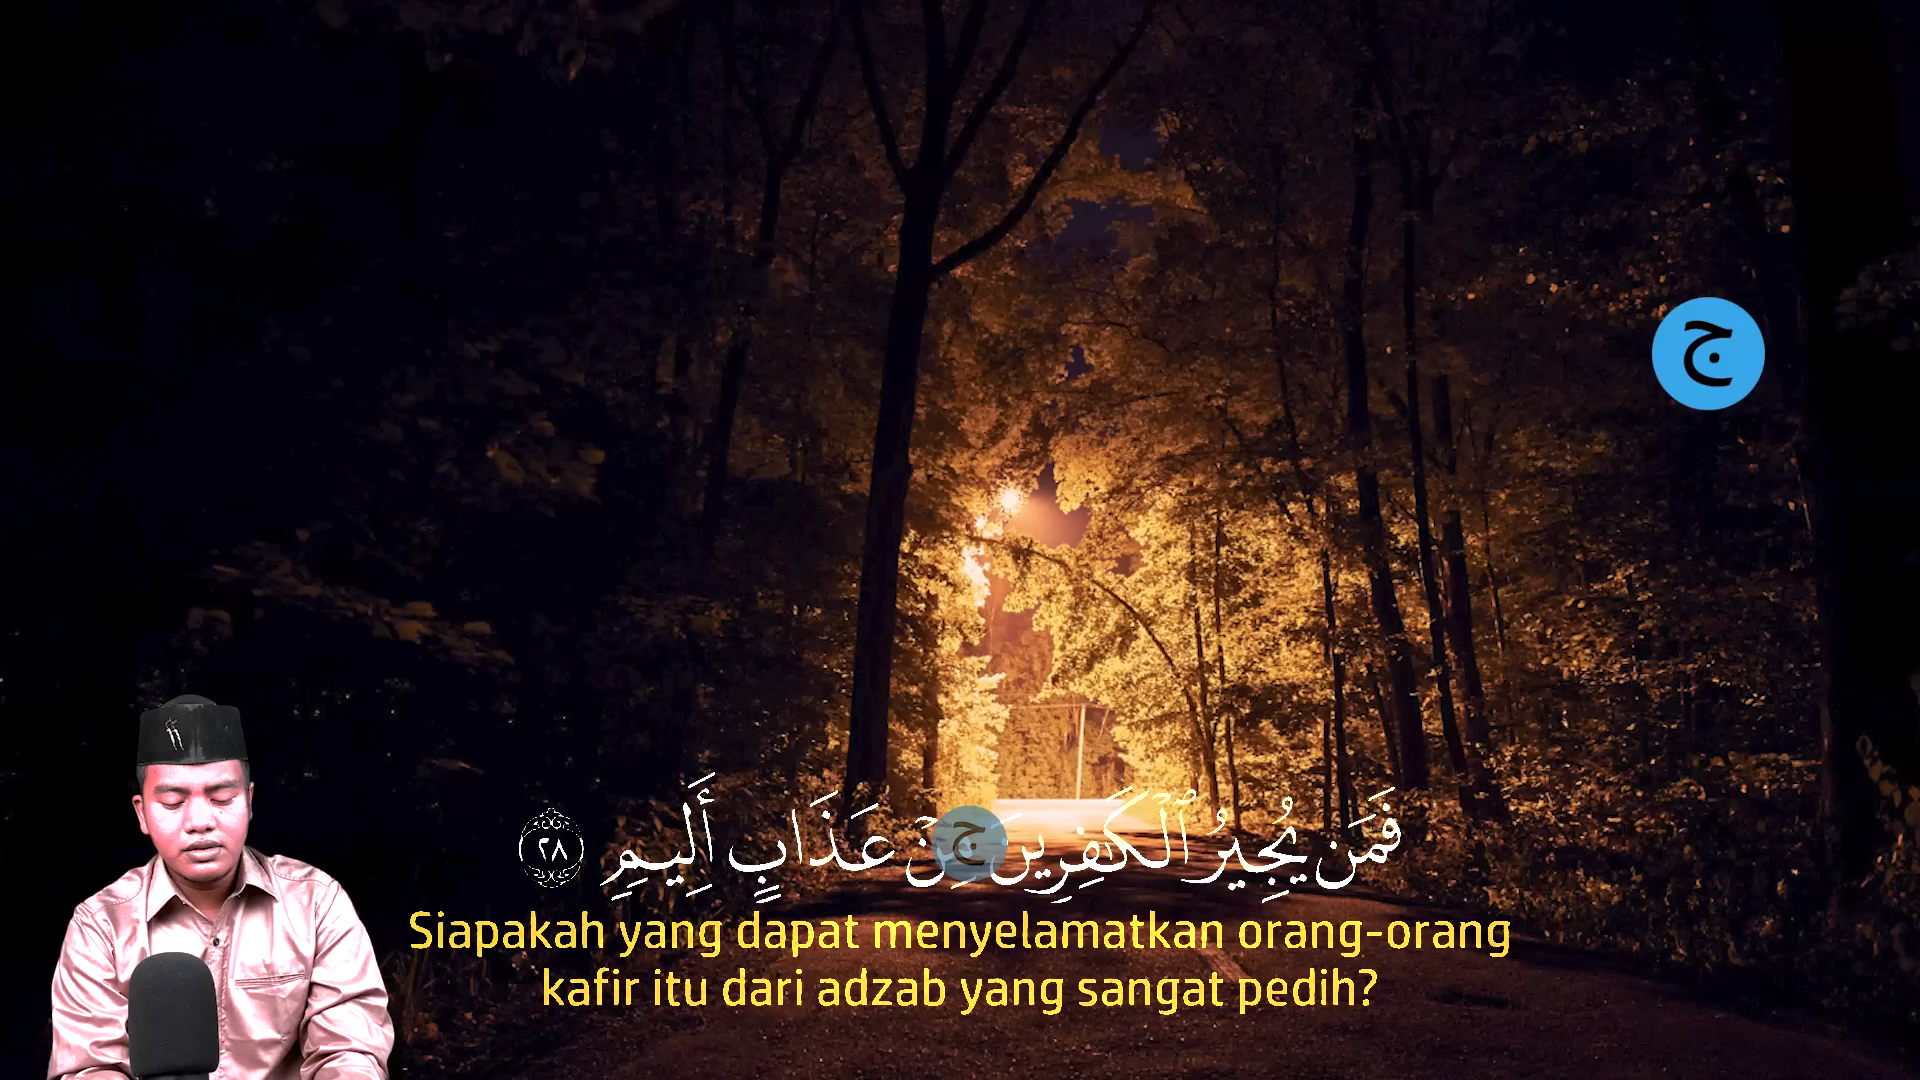 ج
فَمَن يُجِيرُ ٱلْكَٰفِرِينَ مِنْ عَذَابٍ أَلِيمٍ ٢٨
ج
Siapakah yang dapat menyelamatkan orang-orang
kafir itu dari adzab yang sangat pedih?